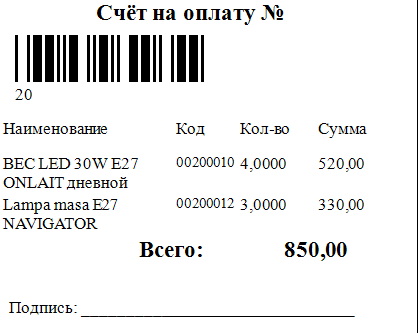 Счёт на оплату №
20
Наименование Код Кол-во Сумма
BEC LED 30W E27 00200010 4,0000 520,00
ONLAIT дневной
Lampa masa E27 00200012 3,0000 330,00
NAVIGATOR
Всего: 850,00
Подпись: ______________________________